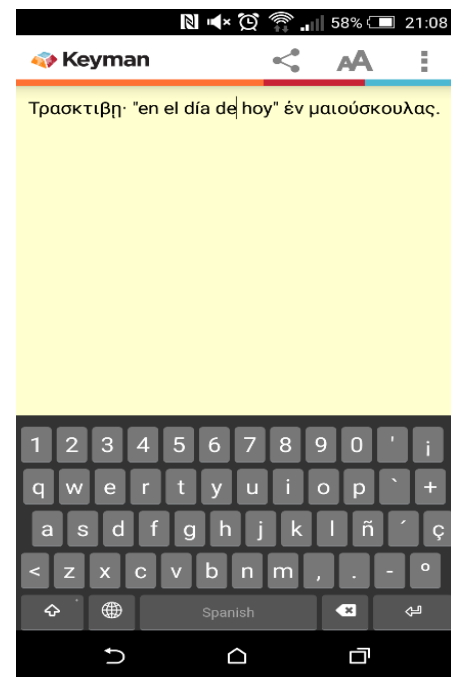 58% 21:08
Keyman
Τρασκτιβῃ· "en el día de hoy" έν μαιούσκουλας.
1 2 3 4 5 6 7 8 9 0 ' ¡
q w e r t y u i o p ` +
a s d f g h j k l ñ ´ ç
< z x c v b n m , . - º
Spanish